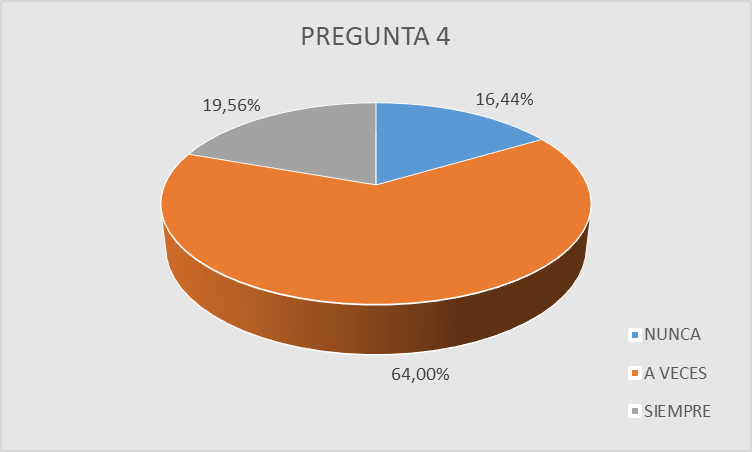 PREGUNTA 4
19,56%
16,44%
64,00%
NUNCA
A VECES
SIEMPRE